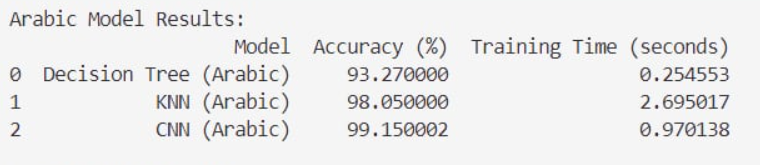 Arabic Model Results:
Model Accuracy (%) Training Time (seconds)
0 Decision Tree (Arabic) 93.270000 0.254553
1 KNN (Arabic) 98.050000 2.695017
2 CNN (Arabic) 99.150002 0.970138